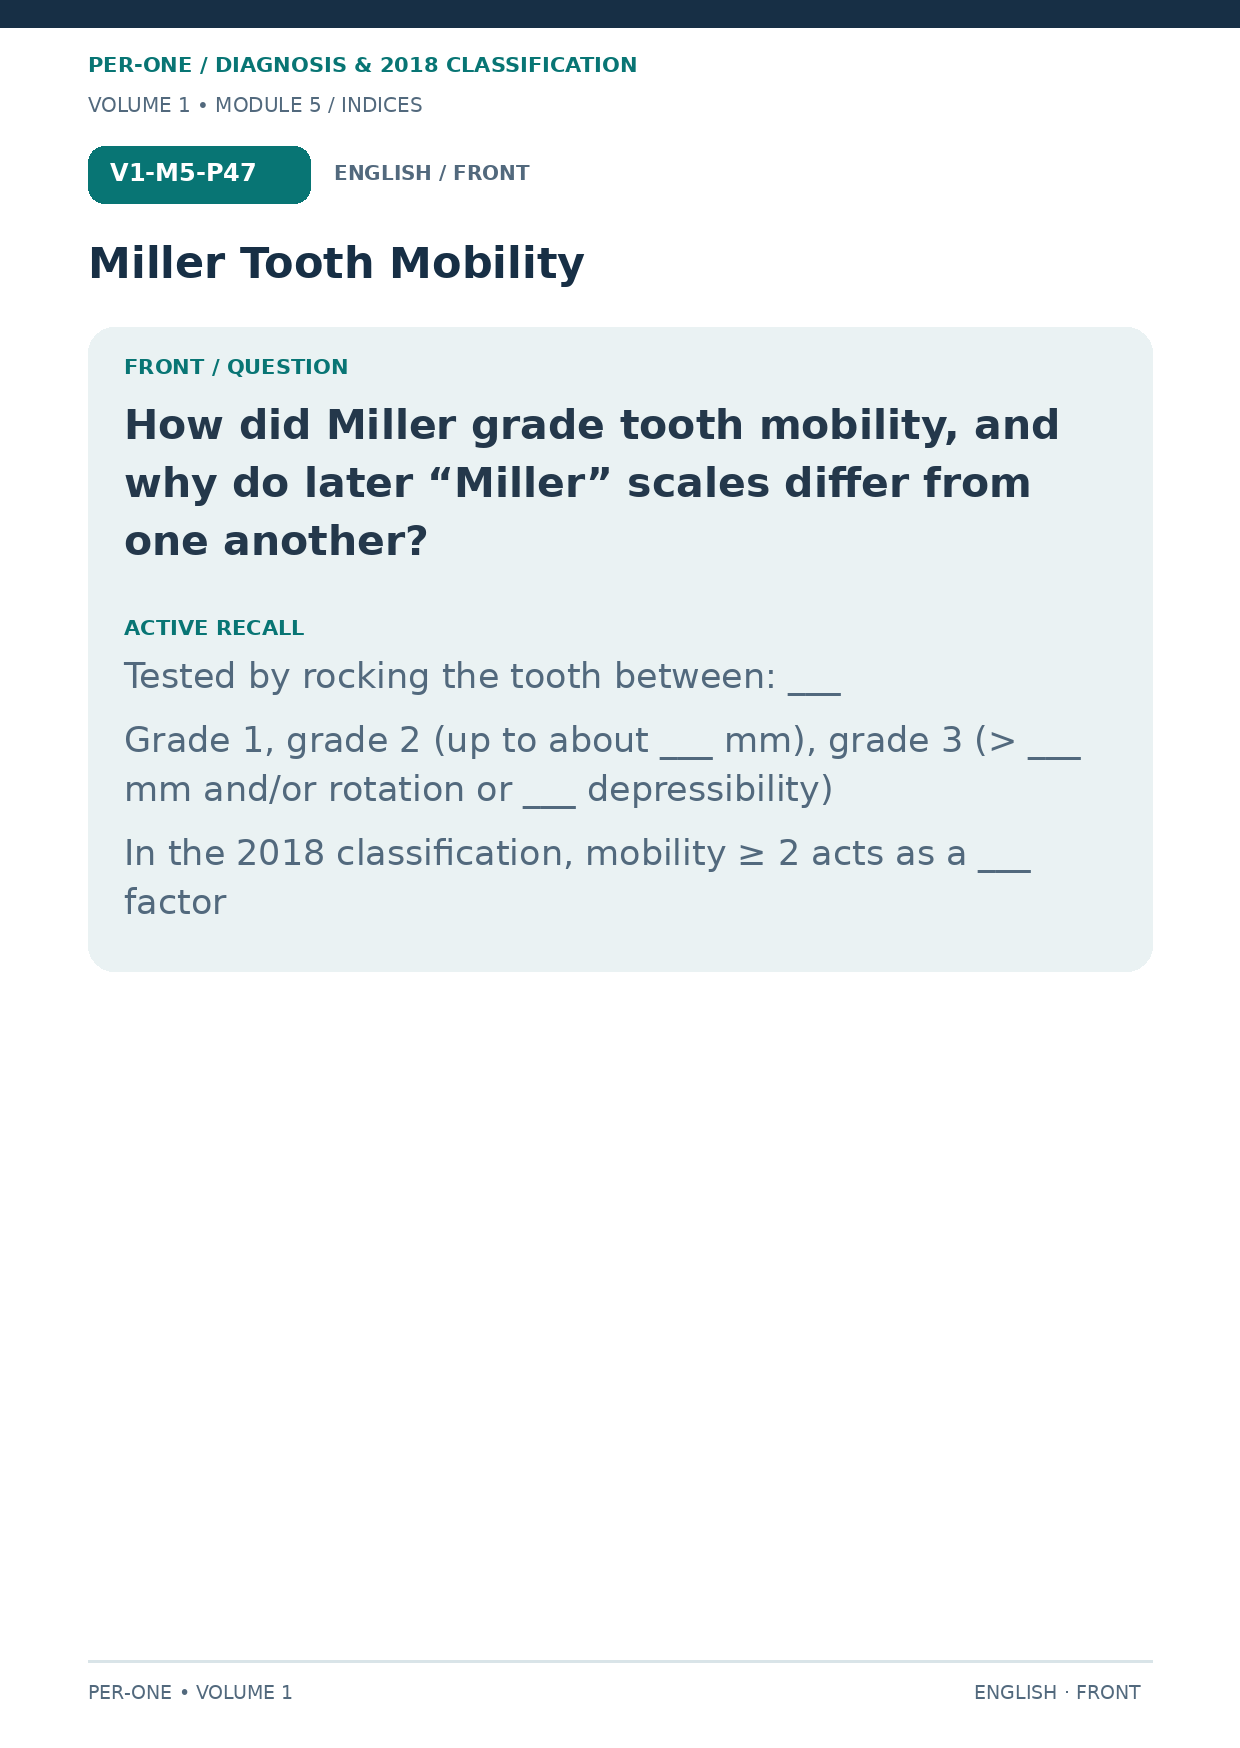 PER-ONE / DIAGNOSIS & 2018 CLASSIFICATION
VOLUME 1 • MODULE 5 / INDICES
V1-M5-P47
ENGLISH / FRONT
Miller Tooth Mobility
FRONT / QUESTION
How did Miller grade tooth mobility, and
why do later “Miller” scales differ from
one another?
ACTIVE RECALL
Tested by rocking the tooth between: ___
Grade 1, grade 2 (up to about ___ mm), grade 3 (> ___
mm and/or rotation or ___ depressibility)
In the 2018 classification, mobility ≥ 2 acts as a ___
factor
PER-ONE • VOLUME 1
ENGLISH · FRONT